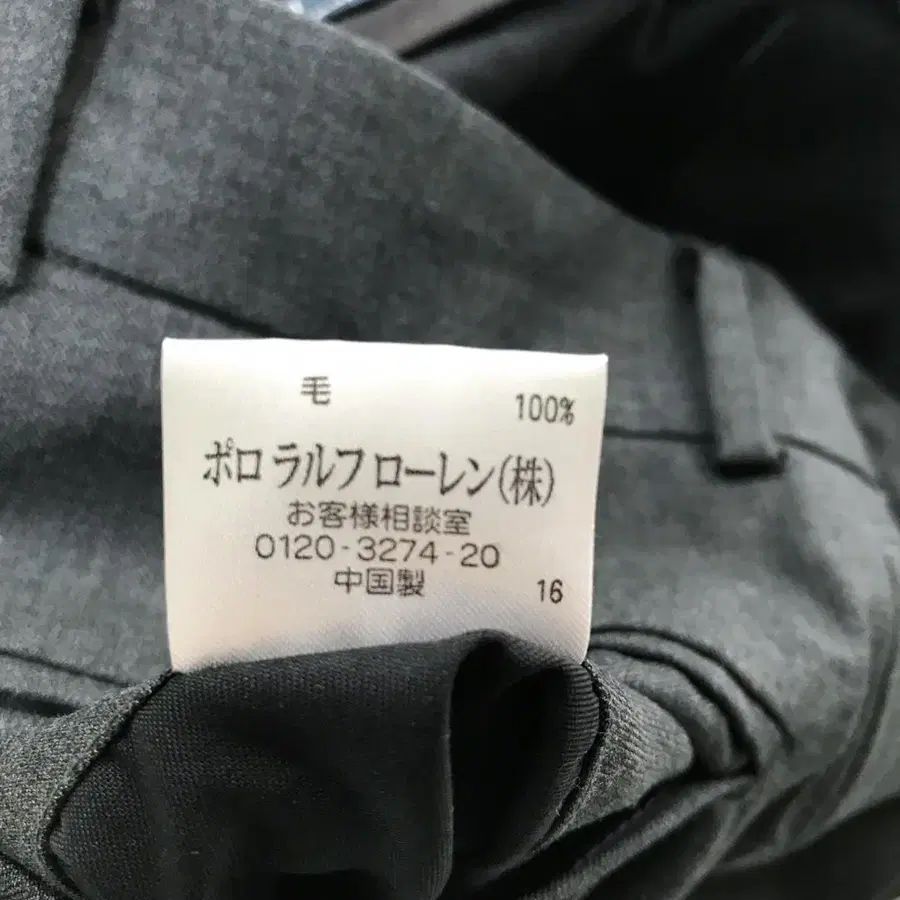 毛 100%
ポロ ラルフ ローレン(株)
お客様相談室
0120-3274-20
中国製 16